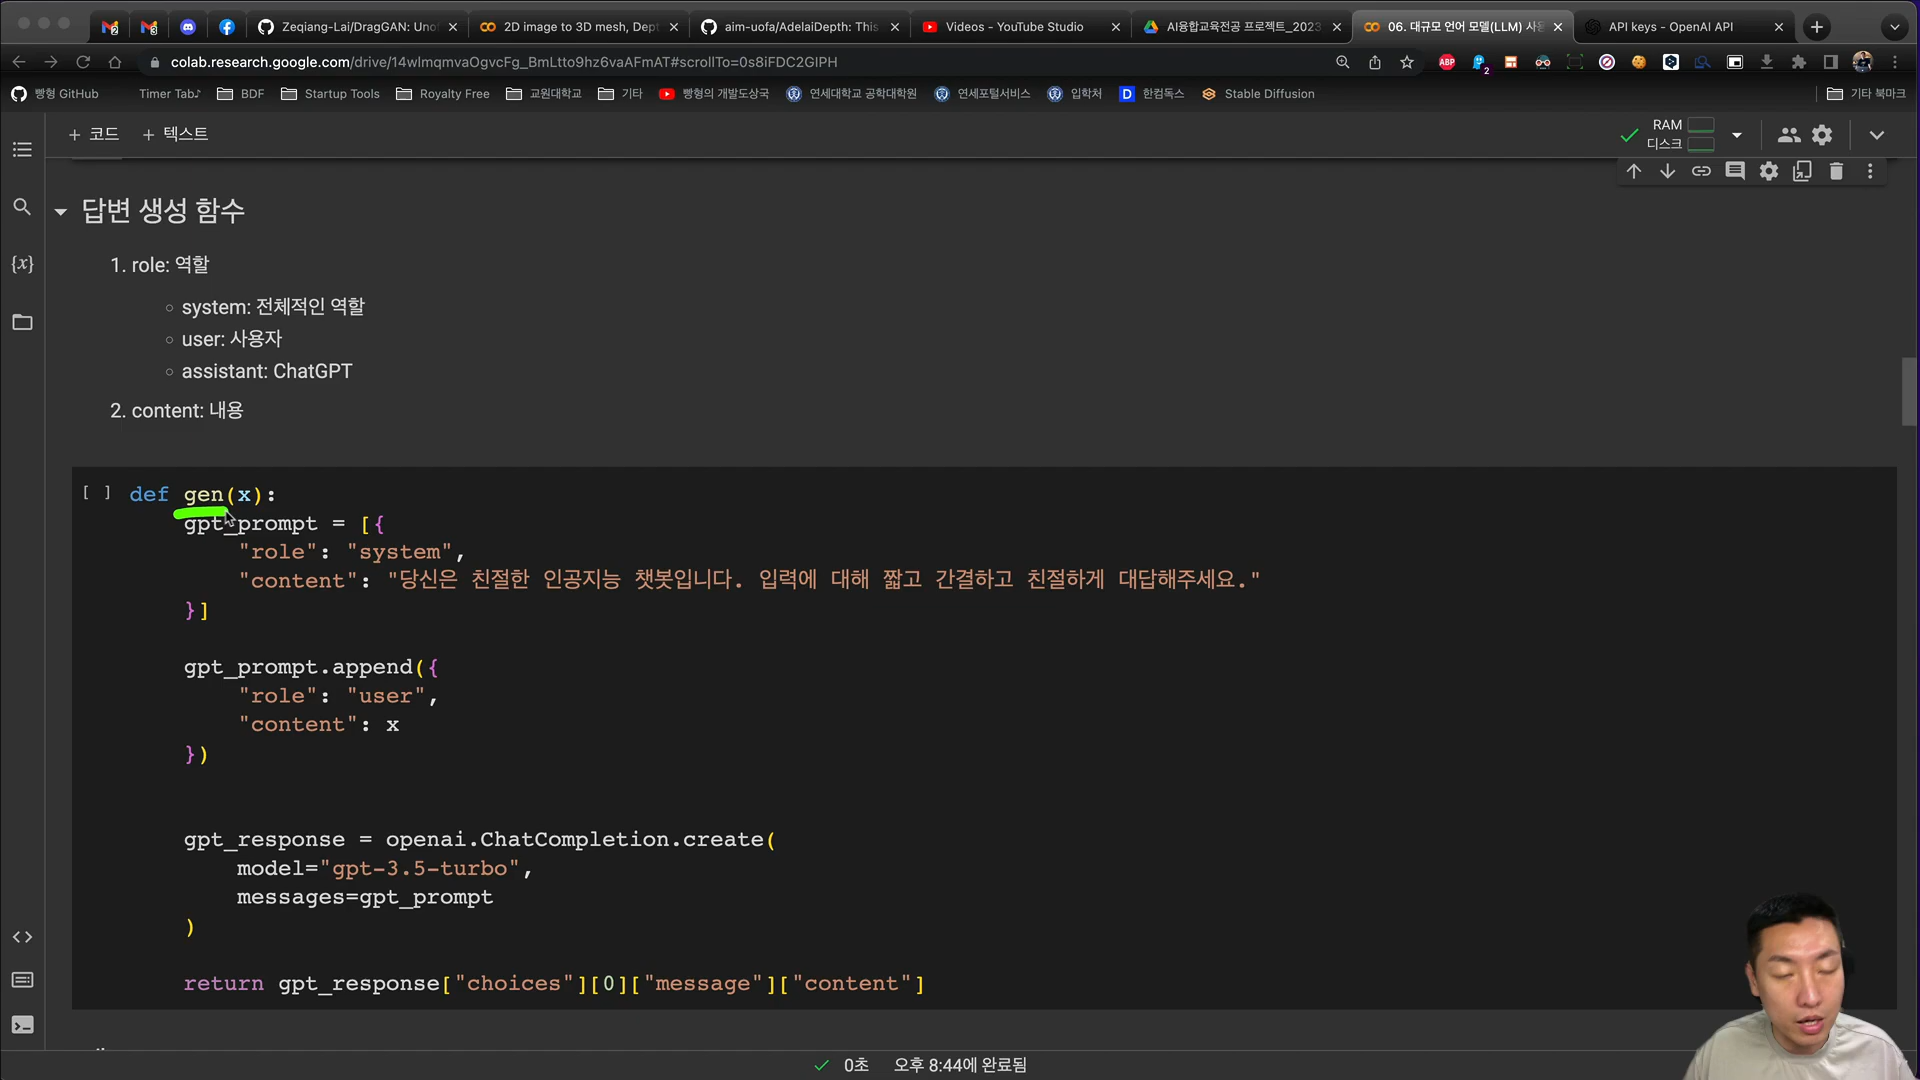 Zeqiang-Lai/DragGAN: Unof
2D image to 3D mesh, Dept
aim-uofa/AdelaiDepth: This
Videos - YouTube Studio
AI융합교육전공 프로젝트_2023
06. 대규모 언어 모델(LLM) 사용
API keys - OpenAI API
colab.research.google.com/drive/14wlmqmvaOgvcFg_BmLtto9hz6vaAFmAT#scrollTo=0s8iFDC2GIPH
ABP
2
빵형 GitHub
Timer Tab♪
BDF
Startup Tools
Royalty Free
교원대학교
기타
빵형의 개발도상국
연세대학교 공학대학원
연세포털서비스
입학처
D 한컴독스
Stable Diffusion
기타 북마크
+ 코드
+ 텍스트
RAM
디스크
답변 생성 함수
1. role: 역할
system: 전체적인 역할
user: 사용자
assistant: ChatGPT
2. content: 내용
[ ] def gen(x):
gpt_prompt = [{
"role": "system",
"content": "당신은 친절한 인공지능 챗봇입니다. 입력에 대해 짧고 간결하고 친절하게 대답해주세요."
}]
gpt_prompt.append({
"role": "user",
"content": x
})
gpt_response = openai.ChatCompletion.create(
model="gpt-3.5-turbo",
messages=gpt_prompt
)
return gpt_response["choices"][0]["message"]["content"]
0초
오후 8:44에 완료됨